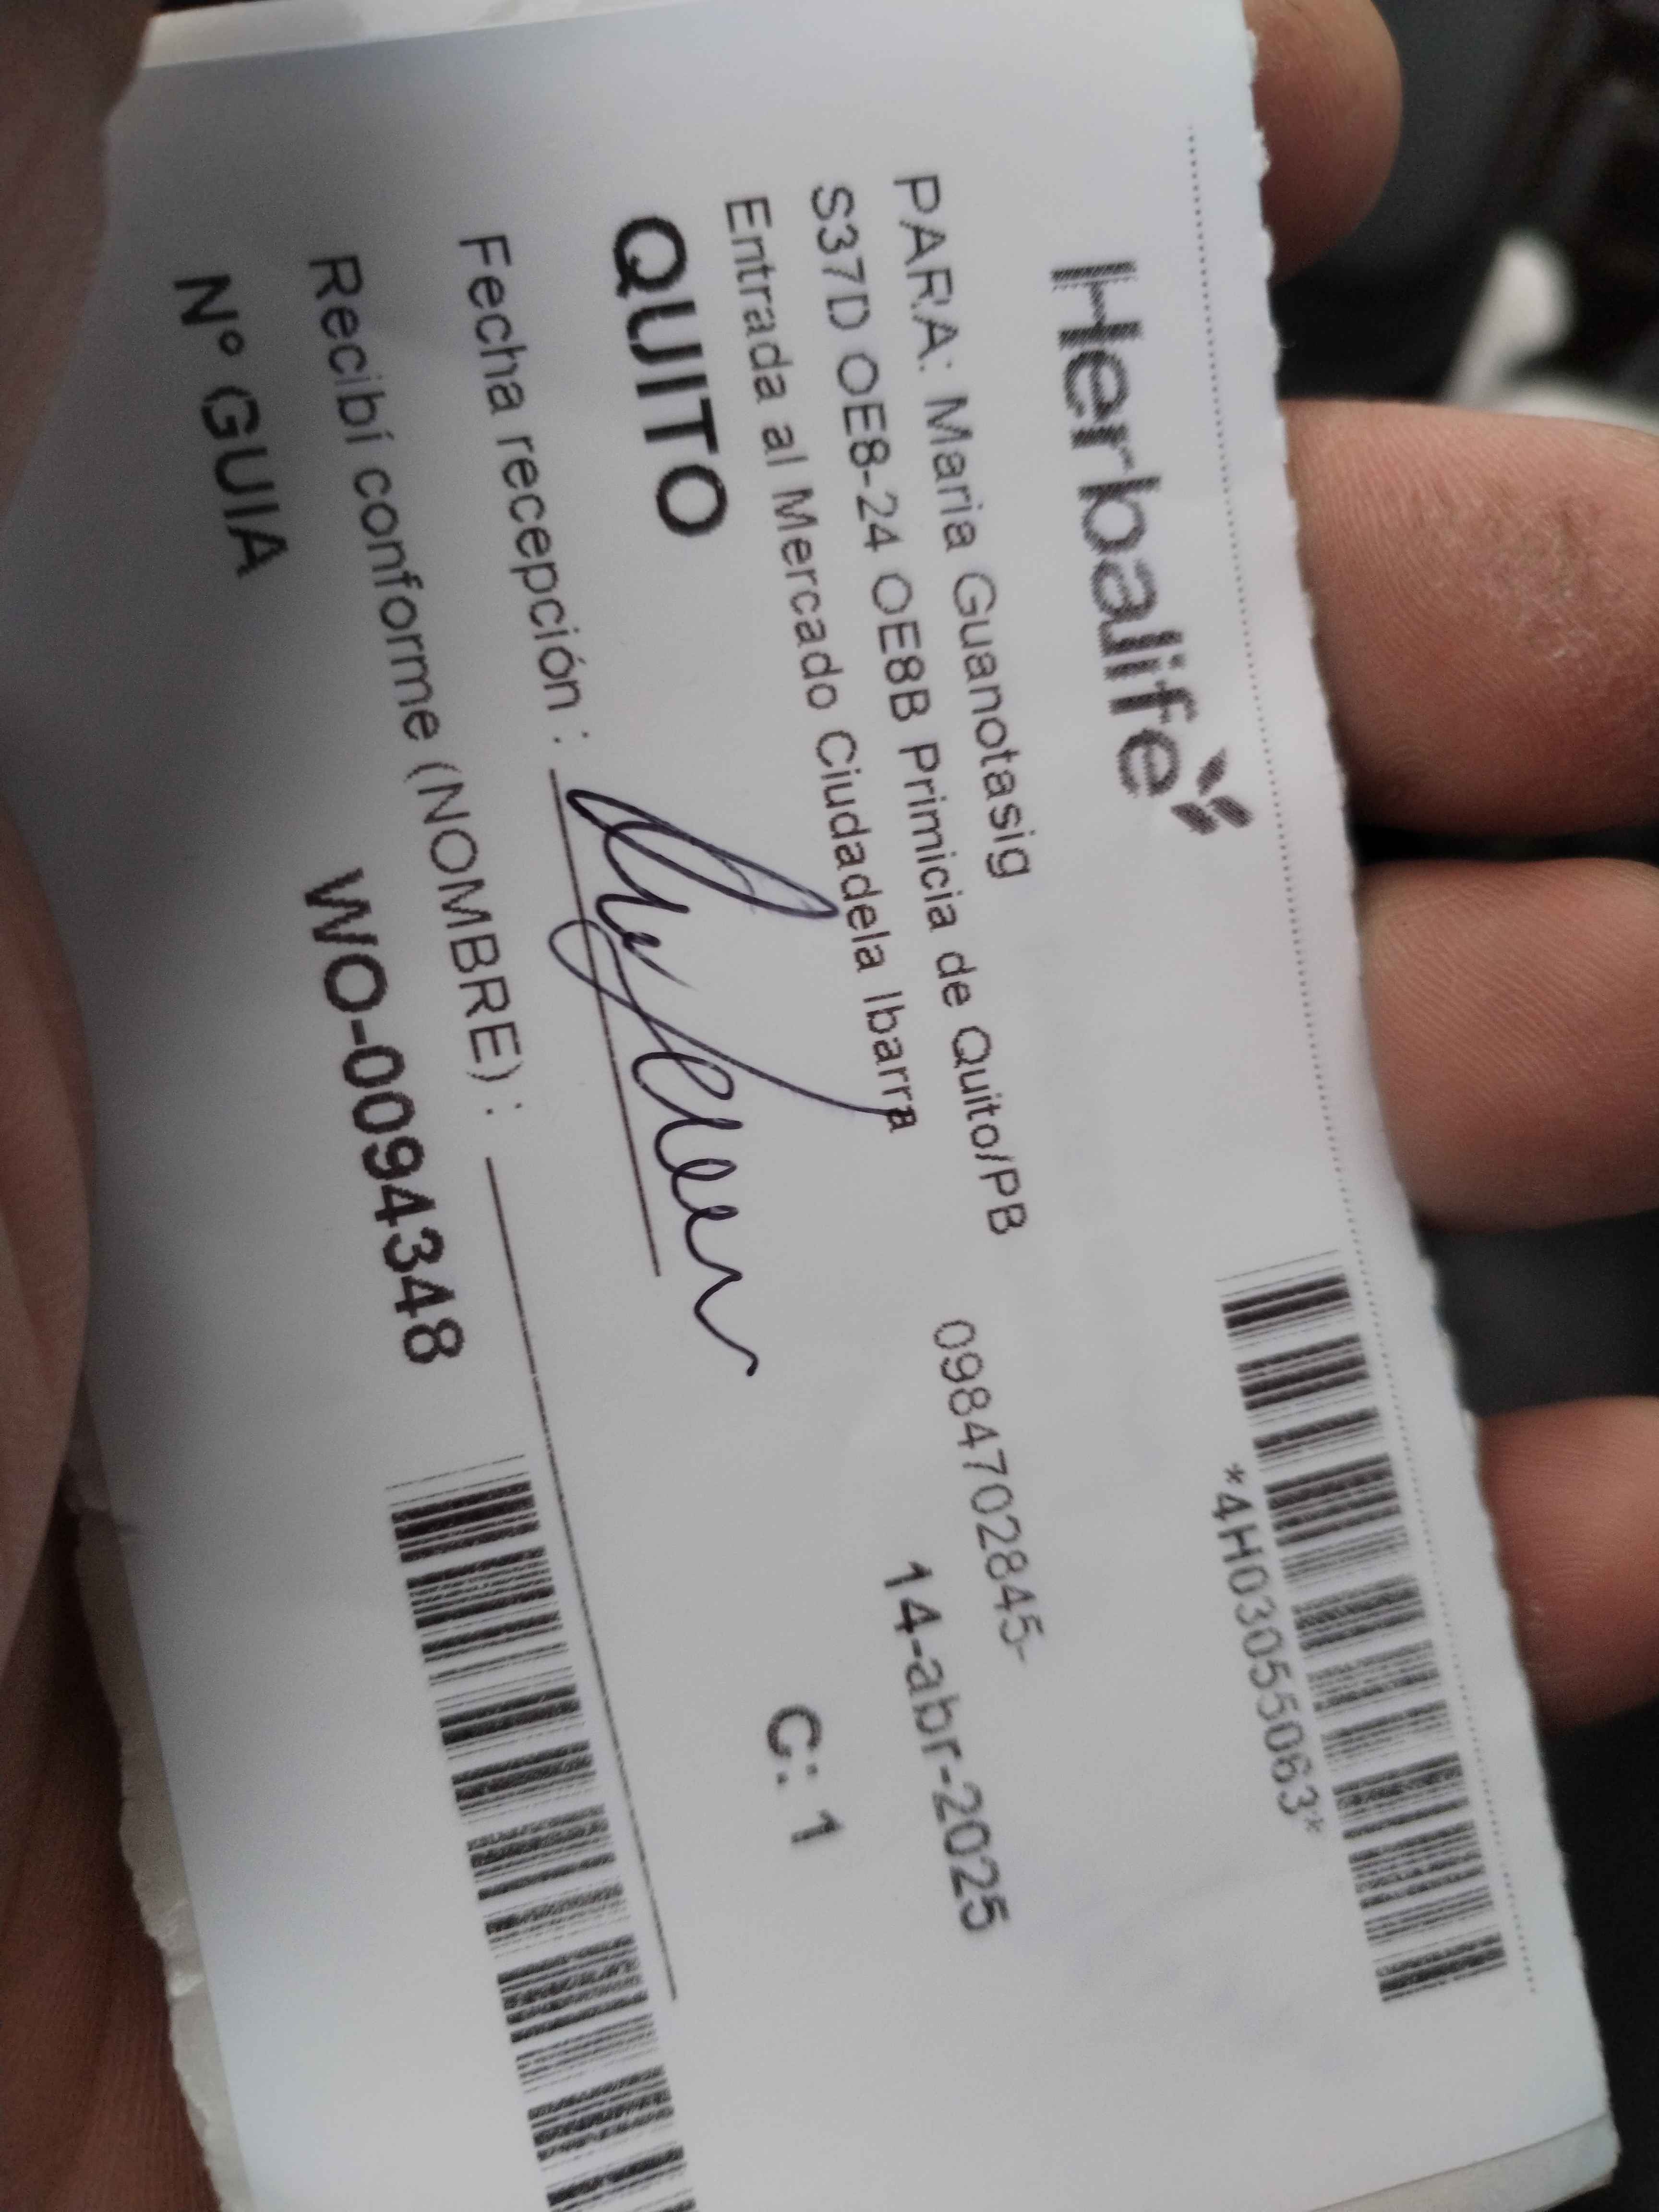 Herbalife
*4H03055063*
PARA: Maria Guanotasig
0984702845-
S37D OE8-24 OE8B Primicia de Quito/PB
14-abr-2025
Entrada al Mercado Ciudadela Ibarra
QUITO
C: 1
Fecha recepción :
Recibí conforme (NOMBRE) :
Nº GUIA
WO-0094348